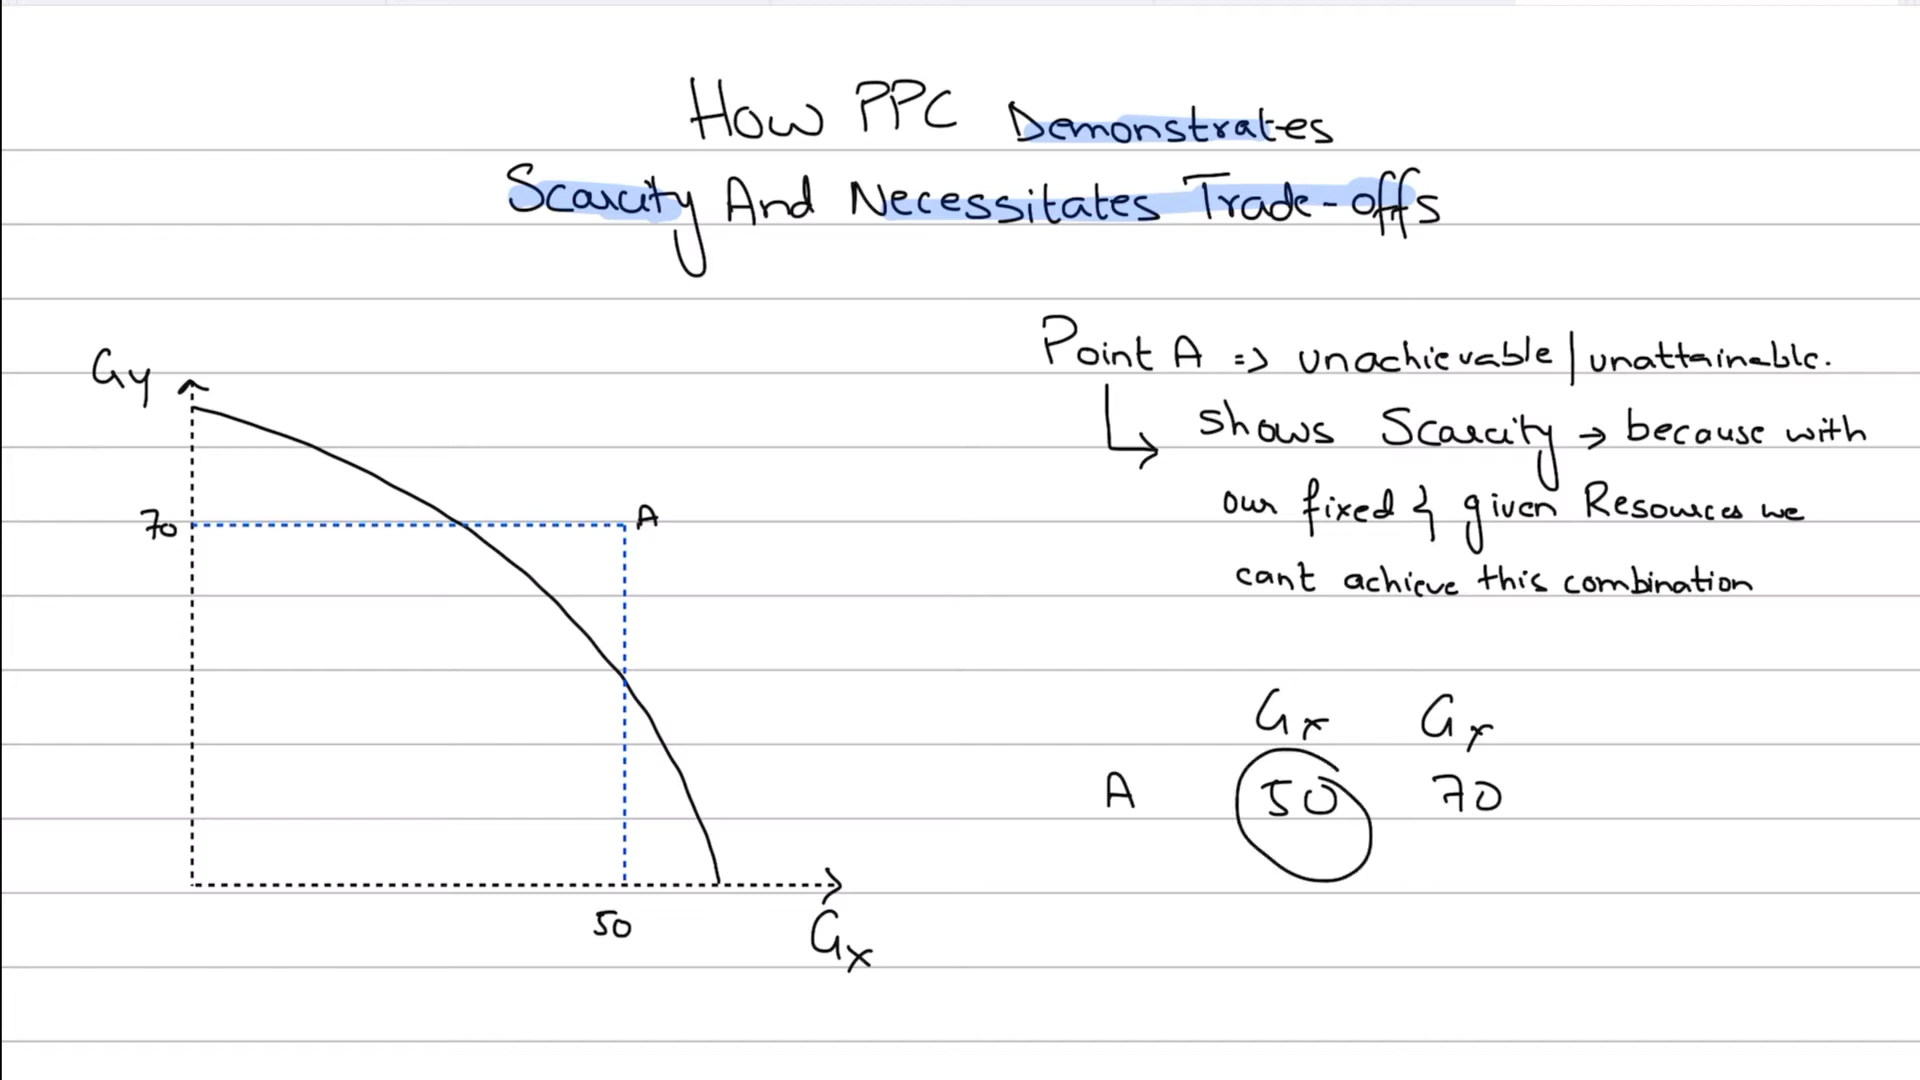 How PPC Demonstrates
Scarcity And Necessitates Trade-offs
Point A => unachievable | unattainable.
shows Scarcity → because with
our fixed & given Resources we
can't achieve this combination
Gy
70
A
50
Gx
Gx Gy
A 50 70